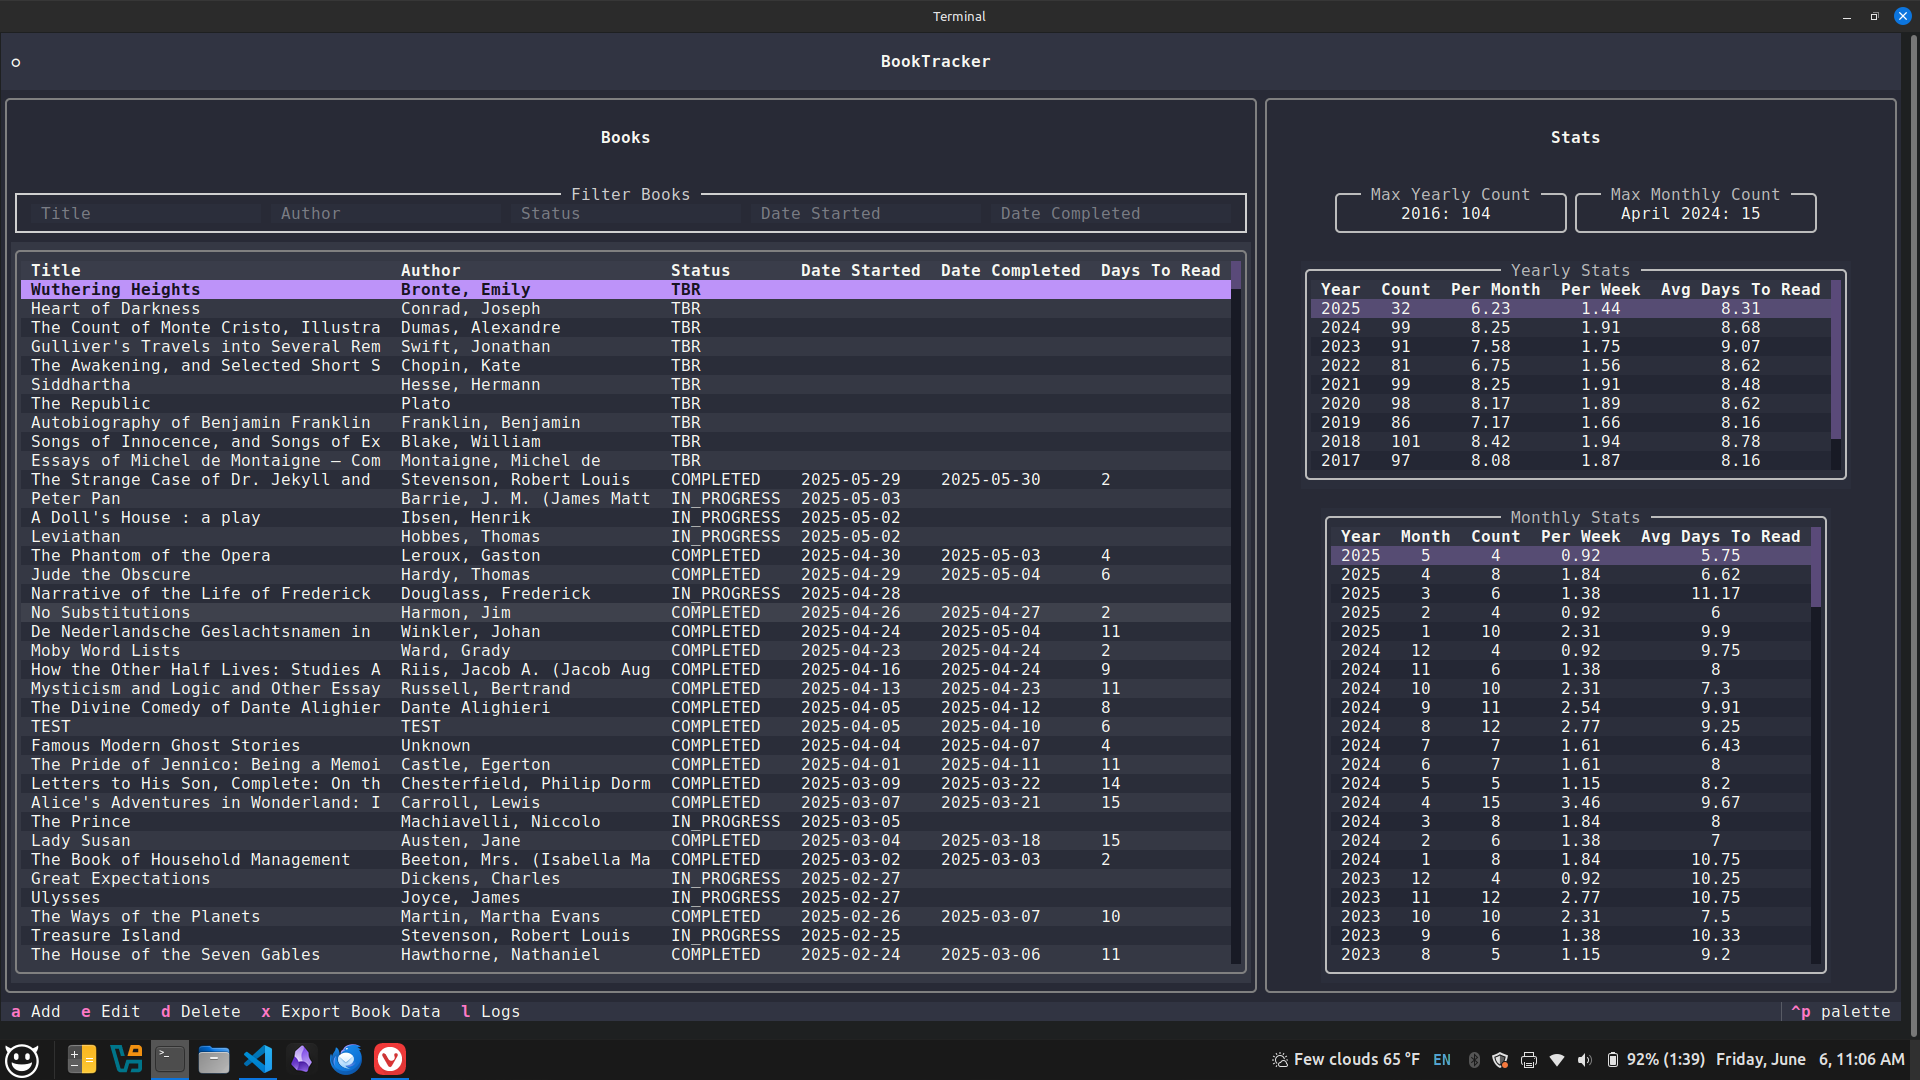 Terminal
BookTracker
Books
Filter Books
Title Author Status Date Started Date Completed
Title Author Status Date Started Date Completed Days To Read
Wuthering Heights Bronte, Emily TBR
Heart of Darkness Conrad, Joseph TBR
The Count of Monte Cristo, Illustra Dumas, Alexandre TBR
Gulliver's Travels into Several Rem Swift, Jonathan TBR
The Awakening, and Selected Short S Chopin, Kate TBR
Siddhartha Hesse, Hermann TBR
The Republic Plato TBR
Autobiography of Benjamin Franklin Franklin, Benjamin TBR
Songs of Innocence, and Songs of Ex Blake, William TBR
Essays of Michel de Montaigne — Com Montaigne, Michel de TBR
The Strange Case of Dr. Jekyll and Stevenson, Robert Louis COMPLETED 2025-05-29 2025-05-30 2
Peter Pan Barrie, J. M. (James Matt IN_PROGRESS 2025-05-03
A Doll's House : a play Ibsen, Henrik IN_PROGRESS 2025-05-02
Leviathan Hobbes, Thomas IN_PROGRESS 2025-05-02
The Phantom of the Opera Leroux, Gaston COMPLETED 2025-04-30 2025-05-03 4
Jude the Obscure Hardy, Thomas COMPLETED 2025-04-29 2025-05-04 6
Narrative of the Life of Frederick Douglass, Frederick IN_PROGRESS 2025-04-28
No Substitutions Harmon, Jim COMPLETED 2025-04-26 2025-04-27 2
De Nederlandsche Geslachtsnamen in Winkler, Johan COMPLETED 2025-04-24 2025-05-04 11
Moby Word Lists Ward, Grady COMPLETED 2025-04-23 2025-04-24 2
How the Other Half Lives: Studies A Riis, Jacob A. (Jacob Aug COMPLETED 2025-04-16 2025-04-24 9
Mysticism and Logic and Other Essay Russell, Bertrand COMPLETED 2025-04-13 2025-04-23 11
The Divine Comedy of Dante Alighier Dante Alighieri COMPLETED 2025-04-05 2025-04-12 8
TEST TEST COMPLETED 2025-04-05 2025-04-10 6
Famous Modern Ghost Stories Unknown COMPLETED 2025-04-04 2025-04-07 4
The Pride of Jennico: Being a Memoi Castle, Egerton COMPLETED 2025-04-01 2025-04-11 11
Letters to His Son, Complete: On th Chesterfield, Philip Dorm COMPLETED 2025-03-09 2025-03-22 14
Alice's Adventures in Wonderland: I Carroll, Lewis COMPLETED 2025-03-07 2025-03-21 15
The Prince Machiavelli, Niccolo IN_PROGRESS 2025-03-05
Lady Susan Austen, Jane COMPLETED 2025-03-04 2025-03-18 15
The Book of Household Management Beeton, Mrs. (Isabella Ma COMPLETED 2025-03-02 2025-03-03 2
Great Expectations Dickens, Charles IN_PROGRESS 2025-02-27
Ulysses Joyce, James IN_PROGRESS 2025-02-27
The Ways of the Planets Martin, Martha Evans COMPLETED 2025-02-26 2025-03-07 10
Treasure Island Stevenson, Robert Louis IN_PROGRESS 2025-02-25
The House of the Seven Gables Hawthorne, Nathaniel COMPLETED 2025-02-24 2025-03-06 11
Stats
Max Yearly Count
2016: 104
Max Monthly Count
April 2024: 15
Yearly Stats
Year Count Per Month Per Week Avg Days To Read
2025 32 6.23 1.44 8.31
2024 99 8.25 1.91 8.68
2023 91 7.58 1.75 9.07
2022 81 6.75 1.56 8.62
2021 99 8.25 1.91 8.48
2020 98 8.17 1.89 8.62
2019 86 7.17 1.66 8.16
2018 101 8.42 1.94 8.78
2017 97 8.08 1.87 8.16
Monthly Stats
Year Month Count Per Week Avg Days To Read
2025 5 4 0.92 5.75
2025 4 8 1.84 6.62
2025 3 6 1.38 11.17
2025 2 4 0.92 6
2025 1 10 2.31 9.9
2024 12 4 0.92 9.75
2024 11 6 1.38 8
2024 10 10 2.31 7.3
2024 9 11 2.54 9.91
2024 8 12 2.77 9.25
2024 7 7 1.61 6.43
2024 6 7 1.61 8
2024 5 5 1.15 8.2
2024 4 15 3.46 9.67
2024 3 8 1.84 8
2024 2 6 1.38 7
2024 1 8 1.84 10.75
2023 12 4 0.92 10.25
2023 11 12 2.77 10.75
2023 10 10 2.31 7.5
2023 9 6 1.38 10.33
2023 8 5 1.15 9.2
a Add e Edit d Delete x Export Book Data l Logs ^p palette
Few clouds 65 °F EN 92% (1:39) Friday, June 6, 11:06 AM